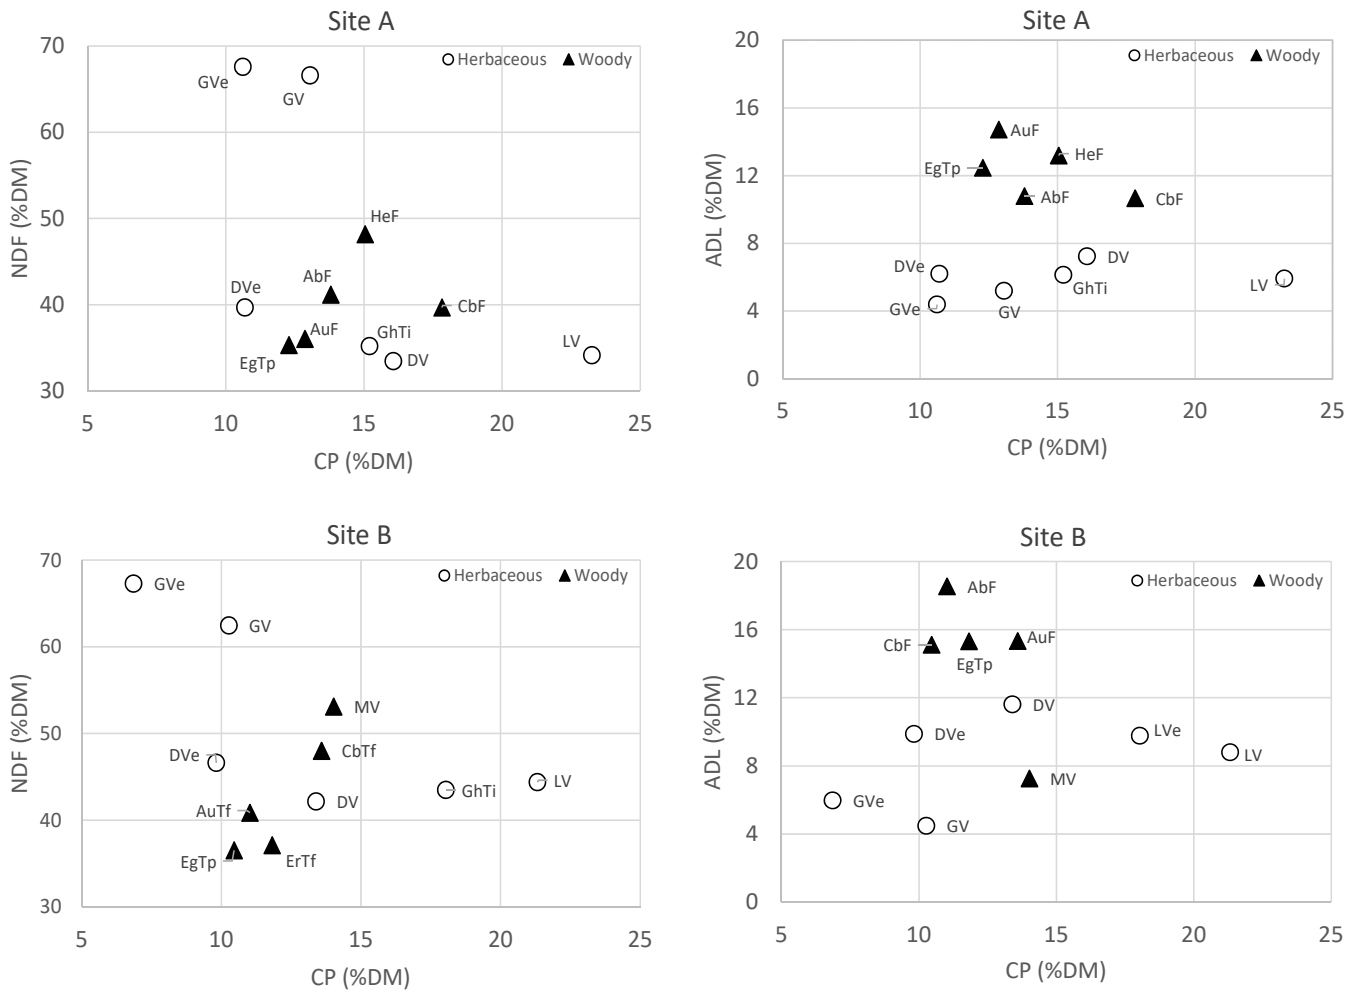 Site A
70
60
50
40
30
NDF (%DM)
Herbaceous Woody
GVe
GV
HeF
AbF
DVe
CbF
AuF
GhTi
EgTp
DV
LV
5 10 15 20 25
CP (%DM)
Site A
20
16
12
8
4
0
ADL (%DM)
Herbaceous Woody
AuF
HeF
EgTp
AbF
CbF
DVe
DV
GhTi
LV
GVe
GV
5 10 15 20 25
CP (%DM)
Site B
70
60
50
40
30
NDF (%DM)
Herbaceous Woody
GVe
GV
MV
CbTf
DVe
LV
GhTi
DV
AuTf
EgTp
ErTf
5 10 15 20 25
CP (%DM)
Site B
20
16
12
8
4
0
ADL (%DM)
Herbaceous Woody
AbF
CbF
AuF
EgTp
DV
DVe
LVe
LV
MV
GVe
GV
5 10 15 20 25
CP (%DM)